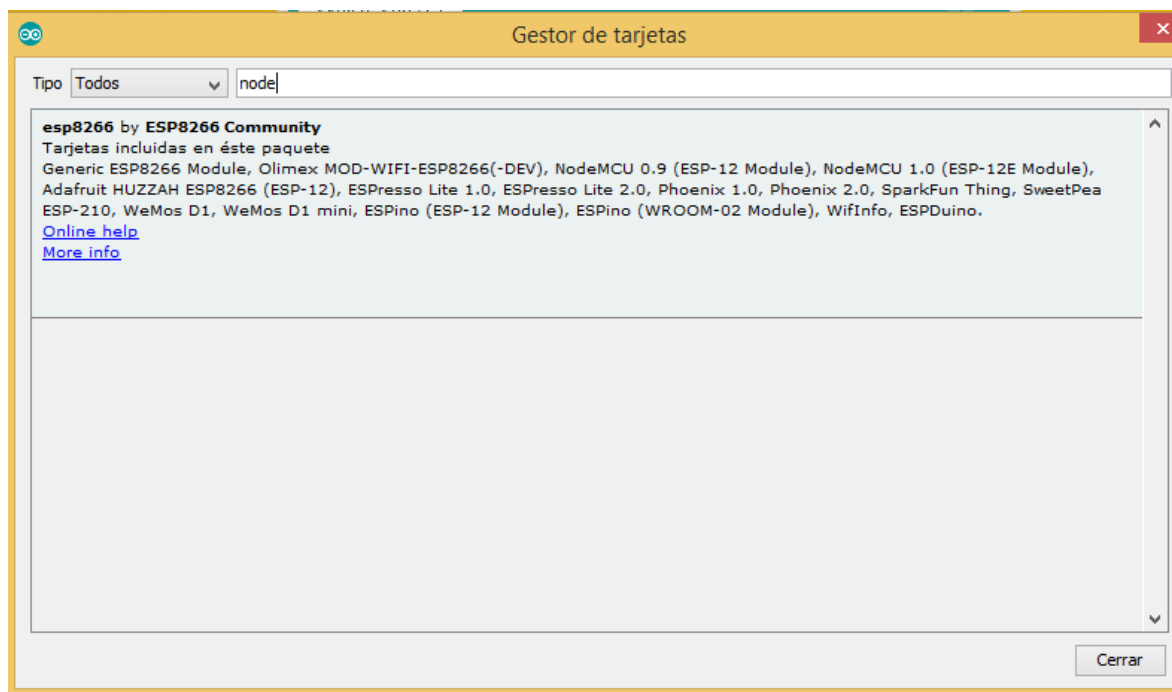 Gestor de tarjetas
Tipo Todos node
esp8266 by ESP8266 Community
Tarjetas incluidas en éste paquete
Generic ESP8266 Module, Olimex MOD-WIFI-ESP8266(-DEV), NodeMCU 0.9 (ESP-12 Module), NodeMCU 1.0 (ESP-12E Module),
Adafruit HUZZAH ESP8266 (ESP-12), ESPresso Lite 1.0, ESPresso Lite 2.0, Phoenix 1.0, Phoenix 2.0, SparkFun Thing, SweetPea
ESP-210, WeMos D1, WeMos D1 mini, ESPino (ESP-12 Module), ESPino (WROOM-02 Module), WifInfo, ESPDuino.
Online help
More info
Cerrar